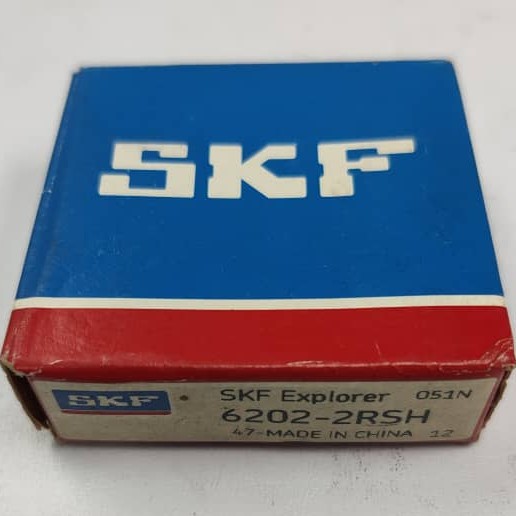 SKF
SKF
SKF Explorer 051N
6202-2RSH
47-MADE IN CHINA 12